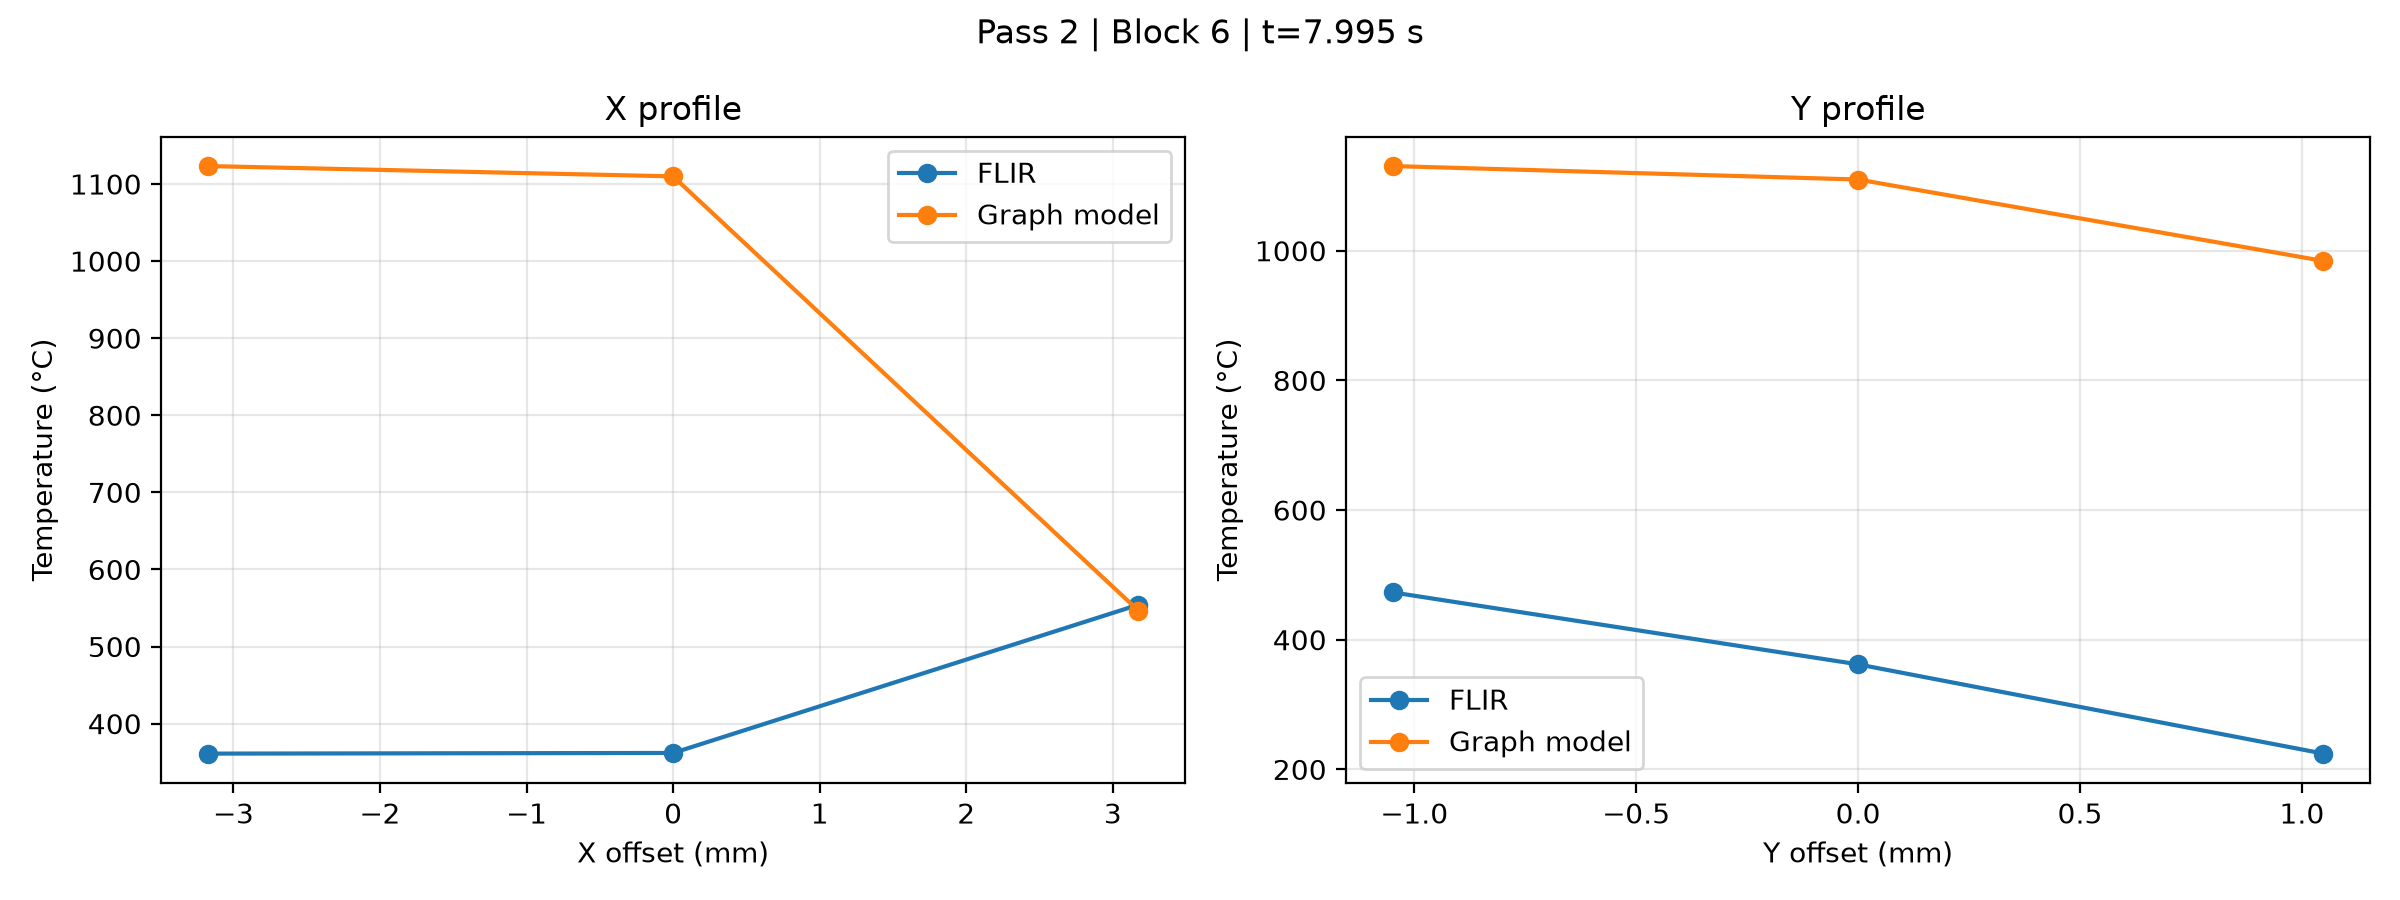 Pass 2 | Block 6 | t=7.995 s
X profile
Temperature (°C)
1100
1000
900
800
700
600
500
400
FLIR
Graph model
−3
−2
−1
0
1
2
3
X offset (mm)
Y profile
Temperature (°C)
1000
800
600
400
200
FLIR
Graph model
−1.0
−0.5
0.0
0.5
1.0
Y offset (mm)